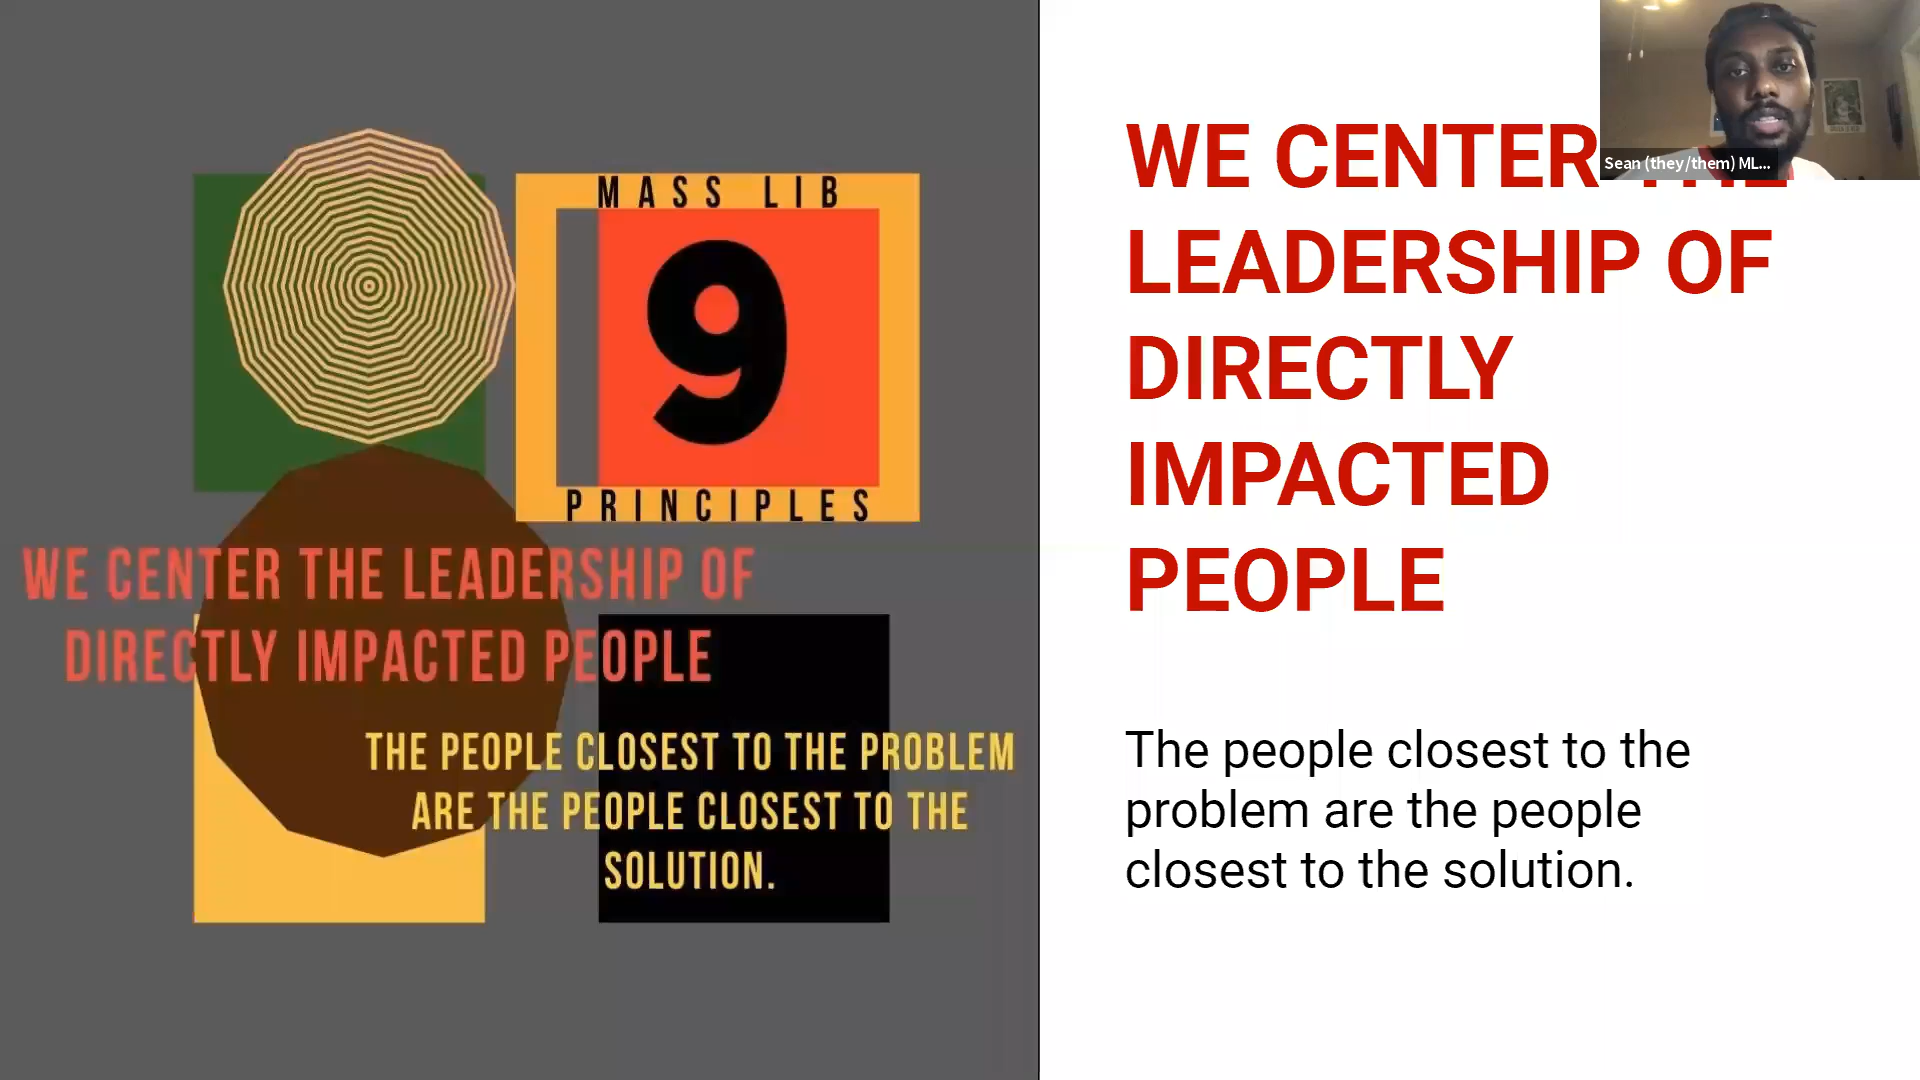 MASS LIB
9
PRINCIPLES
WE CENTER THE LEADERSHIP OF
DIRECTLY IMPACTED PEOPLE
THE PEOPLE CLOSEST TO THE PROBLEM
ARE THE PEOPLE CLOSEST TO THE
SOLUTION.
WE CENTER THE
LEADERSHIP OF
DIRECTLY
IMPACTED
PEOPLE
The people closest to the
problem are the people
closest to the solution.
Sean (they/them) ML...